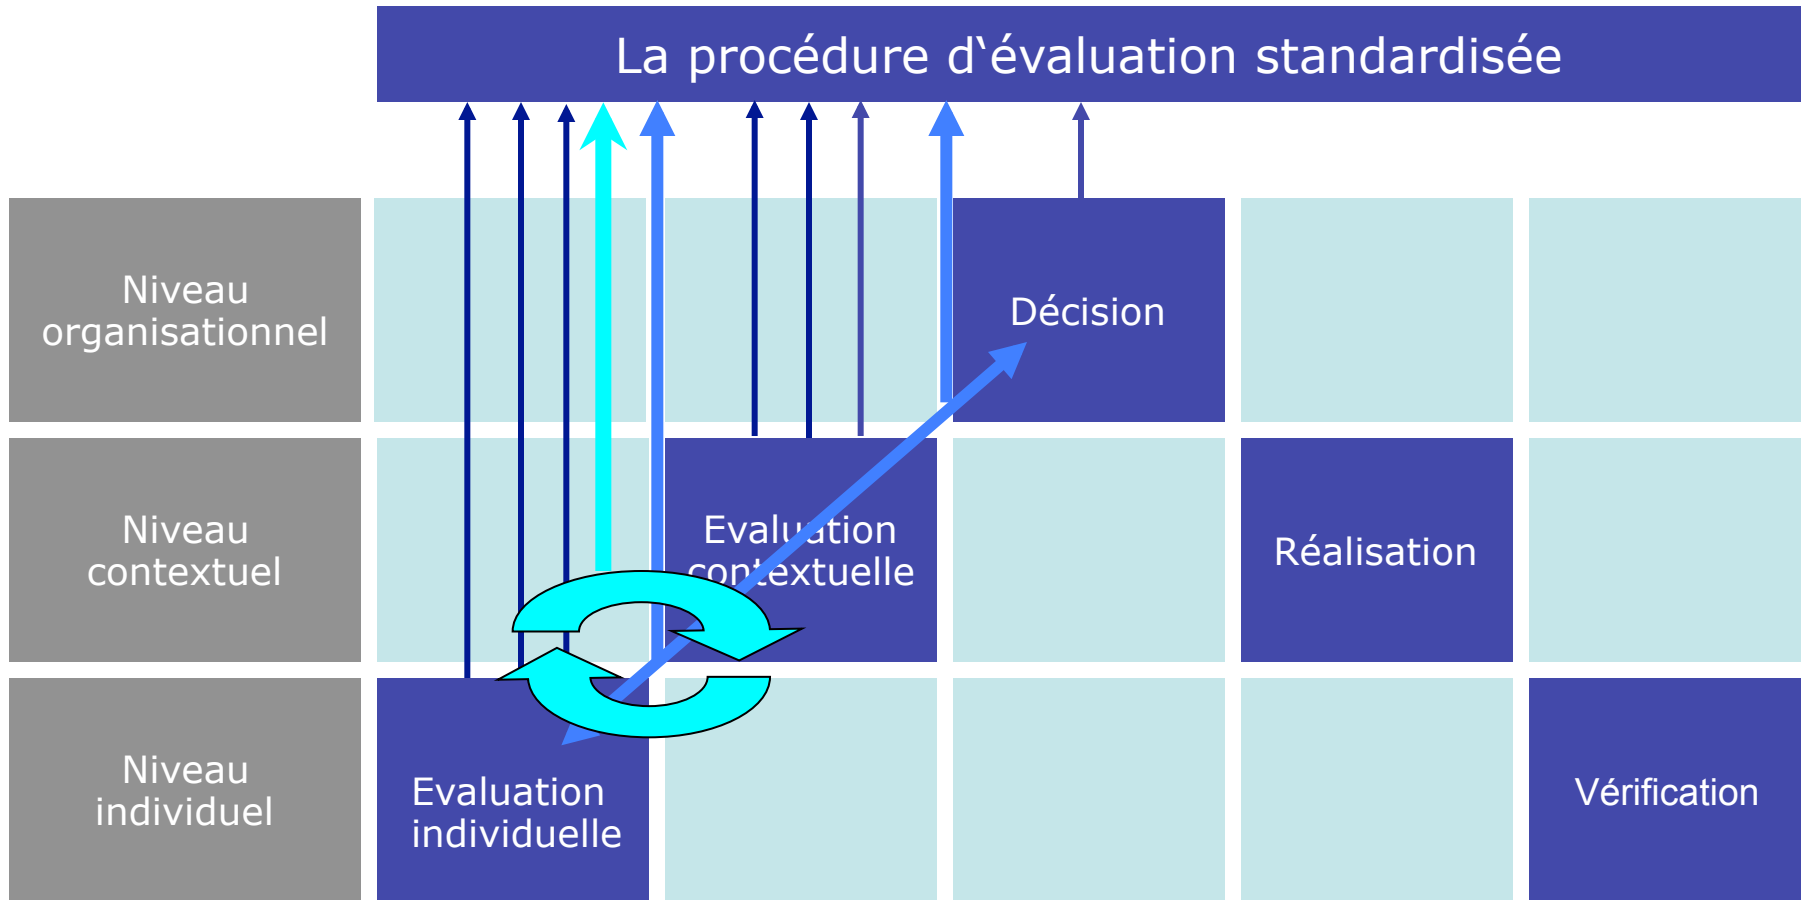 La procédure d‘évaluation standardisée
Niveau
organisationnel
Décision
Niveau
contextuel
Evaluation
contextuelle
Réalisation
Niveau
individuel
Evaluation
individuelle
Vérification